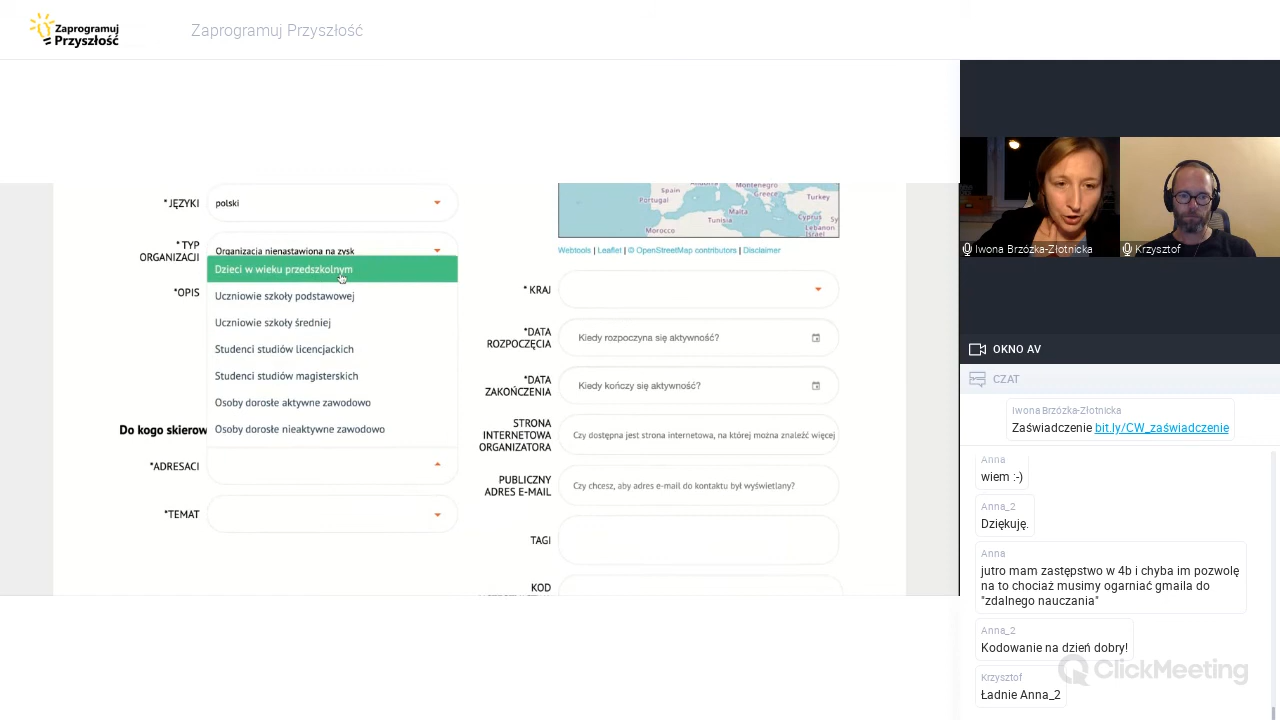 Zaprogramuj
Przyszłość
Zaprogramuj Przyszłość
* JĘZYKI
polski
* TYP
ORGANIZACJI
Organizacja nienastawiona na zysk
*OPIS
Dzieci w wieku przedszkolnym
Uczniowie szkoły podstawowej
Uczniowie szkoły średniej
Studenci studiów licencjackich
Studenci studiów magisterskich
Osoby dorosłe aktywne zawodowo
Osoby dorosłe nieaktywne zawodowo
Do kogo skierow
*ADRESACI
*TEMAT
Spain
Portugal
Montenegro
Greece
Turkey
Malta
Cyprus
Tunisia
Sy
Morocco
Lebanon
Israel
Webtools | Leaflet | © OpenStreetMap contributors | Disclaimer
* KRAJ
*DATA
ROZPOCZĘCIA
Kiedy rozpoczyna się aktywność?
*DATA
ZAKOŃCZENIA
Kiedy kończy się aktywność?
STRONA
INTERNETOWA
ORGANIZATORA
Czy dostępna jest strona internetowa, na której można znaleźć więcej
PUBLICZNY
ADRES E-MAIL
Czy chcesz, aby adres e-mail do kontaktu był wyświetlany?
TAGI
KOD
Iwona Brzózka-Złotnicka
Krzysztof
OKNO AV
CZAT
Iwona Brzózka-Złotnicka
Zaświadczenie bit.ly/CW_zaświadczenie
Anna
wiem :-)
Anna_2
Dziękuję.
Anna
jutro mam zastępstwo w 4b i chyba im pozwolę
na to chociaż musimy ogarniać gmaila do
"zdalnego nauczania"
Anna_2
Kodowanie na dzień dobry!
Krzysztof
Ładnie Anna_2
ClickMeeting